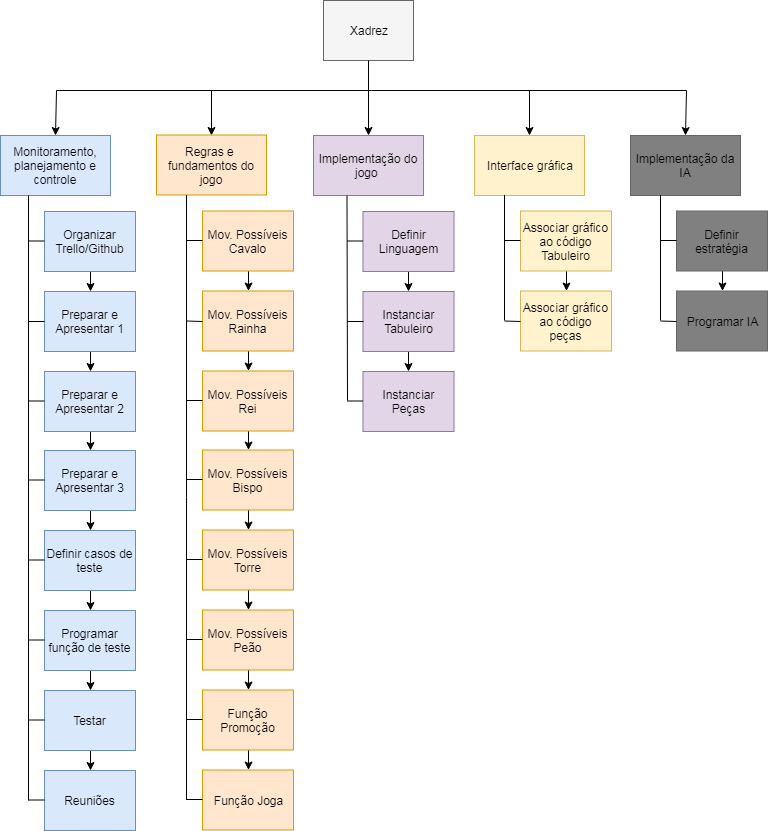 Xadrez
Monitoramento,
planejamento e
controle
Regras e
fundamentos do
jogo
Implementação do
jogo
Interface gráfica
Implementação da
IA
Organizar
Trello/Github
Preparar e
Apresentar 1
Preparar e
Apresentar 2
Preparar e
Apresentar 3
Definir casos de
teste
Programar
função de teste
Testar
Reuniões
Mov. Possíveis
Cavalo
Mov. Possíveis
Rainha
Mov. Possíveis
Rei
Mov. Possíveis
Bispo
Mov. Possíveis
Torre
Mov. Possíveis
Peão
Função
Promoção
Função Joga
Definir
Linguagem
Instanciar
Tabuleiro
Instanciar
Peças
Associar gráfico
ao código
Tabuleiro
Associar gráfico
ao código
peças
Definir
estratégia
Programar IA